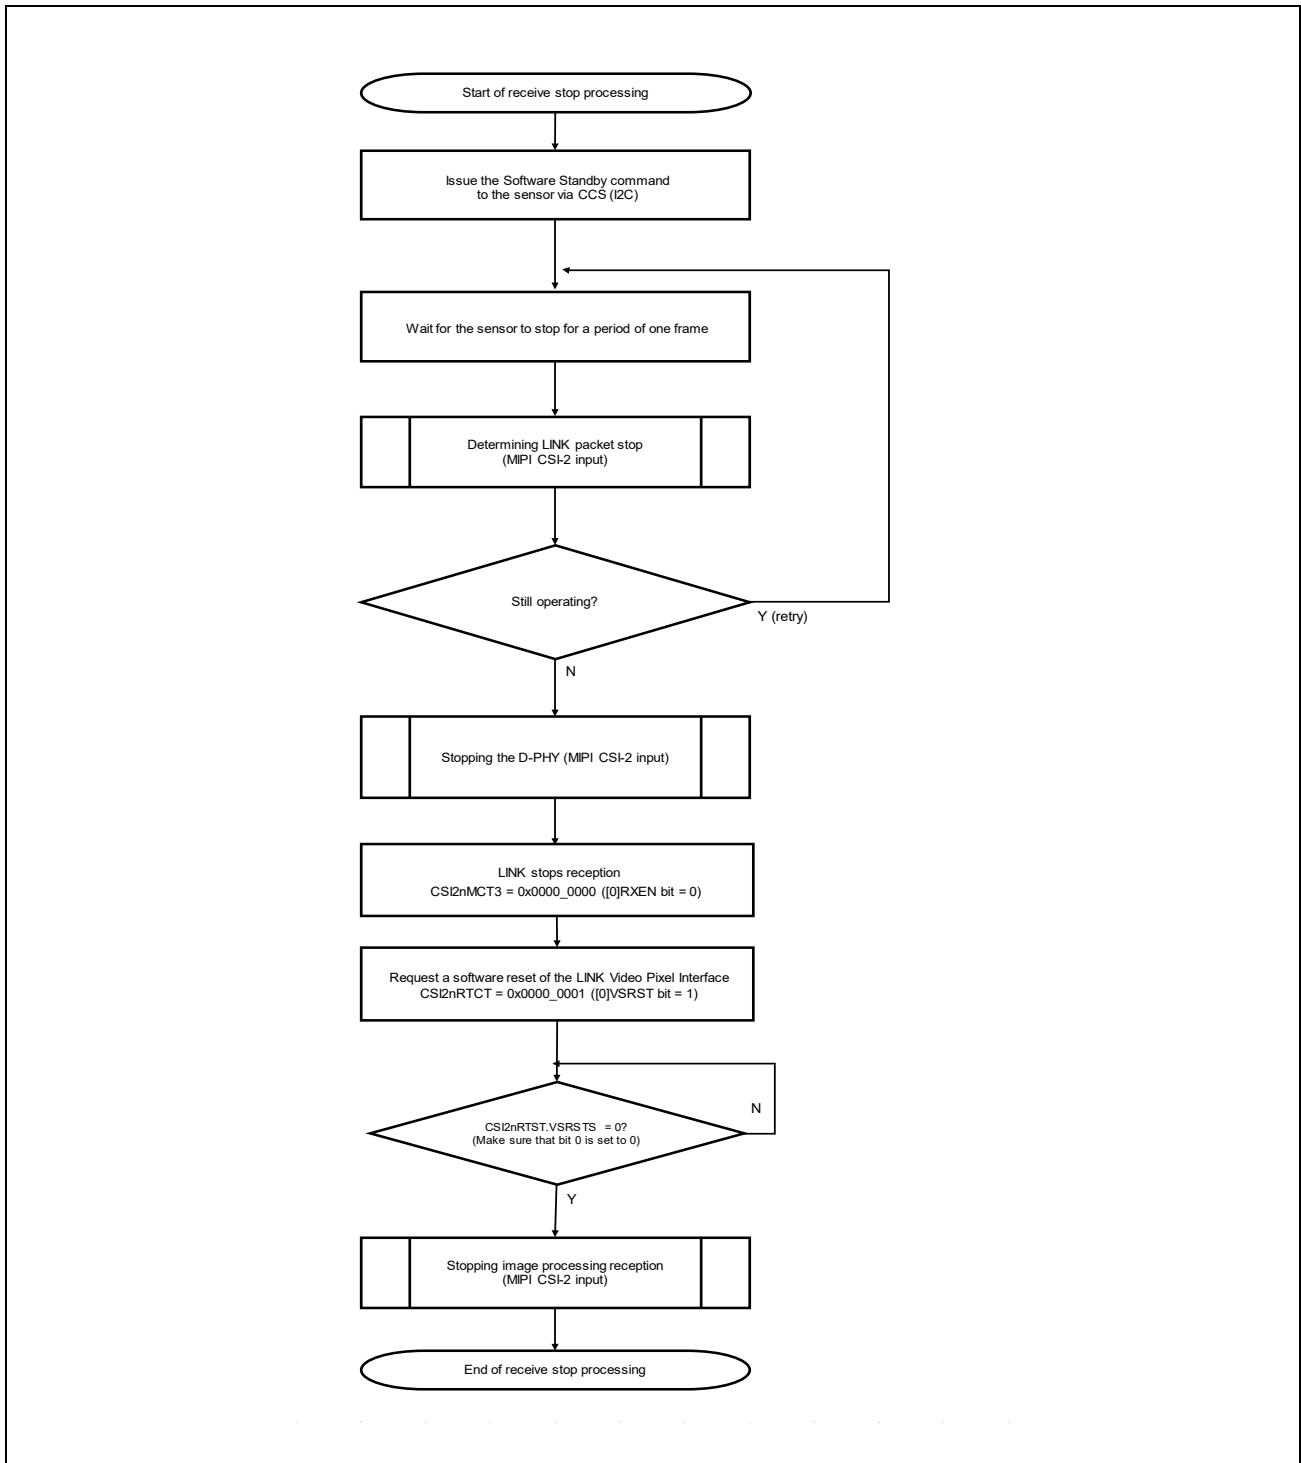 Start of receive stop processing
Issue the Software Standby command
to the sensor via CCS (I2C)
Wait for the sensor to stop for a period of one frame
Determining LINK packet stop
(MIPI CSI-2 input)
Still operating?
Y (retry)
N
Stopping the D-PHY (MIPI CSI-2 input)
LINK stops reception
CSI2nMCT3 = 0x0000_0000 ([0]RXEN bit = 0)
Request a software reset of the LINK Video Pixel Interface
CSI2nRTCT = 0x0000_0001 ([0]VSRST bit = 1)
N
CSI2nRTST.VSRSTS = 0?
(Make sure that bit 0 is set to 0)
Y
Stopping image processing reception
(MIPI CSI-2 input)
End of receive stop processing